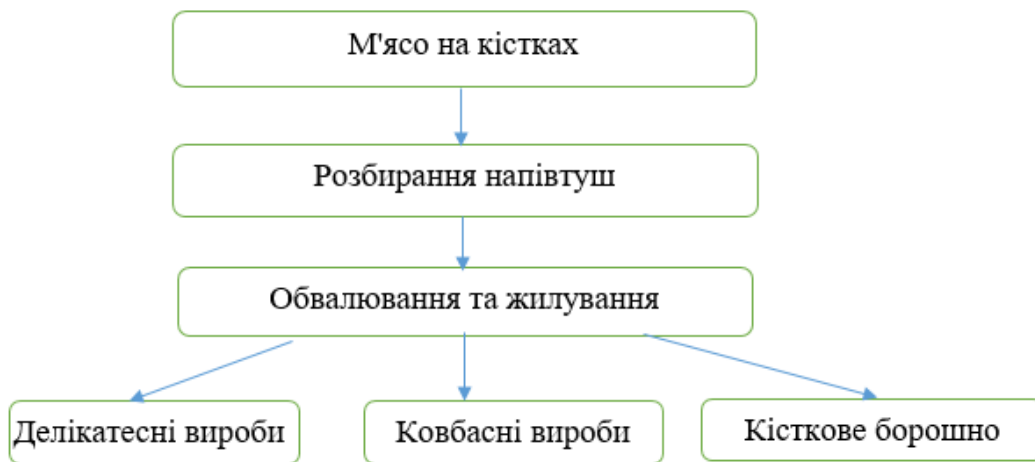 М'ясо на кістках
Розбирання напівтуш
Обвалювання та жилування
Делікатесні вироби
Ковбасні вироби
Кісткове борошно